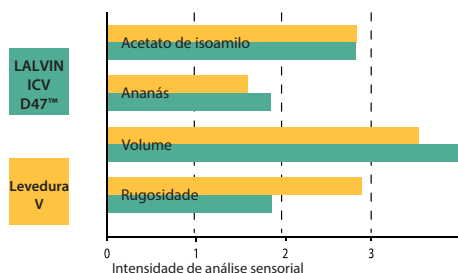 LALVIN
ICV
D47™
Levedura
V
Acetato de isoamilo
Ananás
Volume
Rugosidade
0 1 2 3
Intensidade de análise sensorial